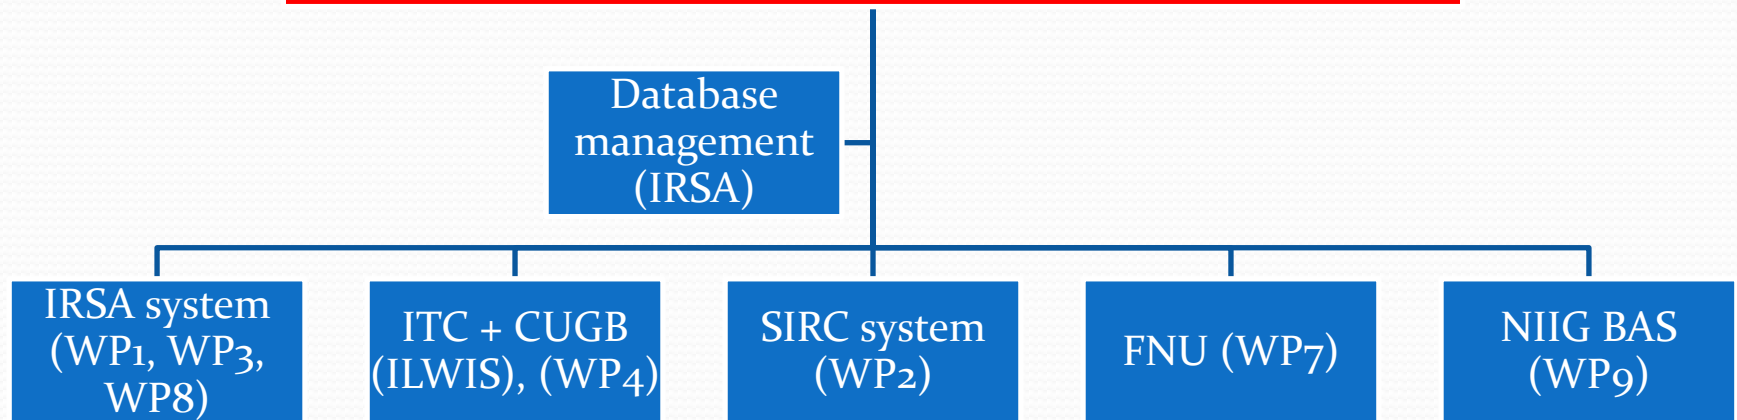 Database
management
(IRSA)
IRSA system
(WP1, WP3,
WP8)
ITC + CUGB
(ILWIS), (WP4)
SIRC system
(WP2)
FNU (WP7)
NIIG BAS
(WP9)